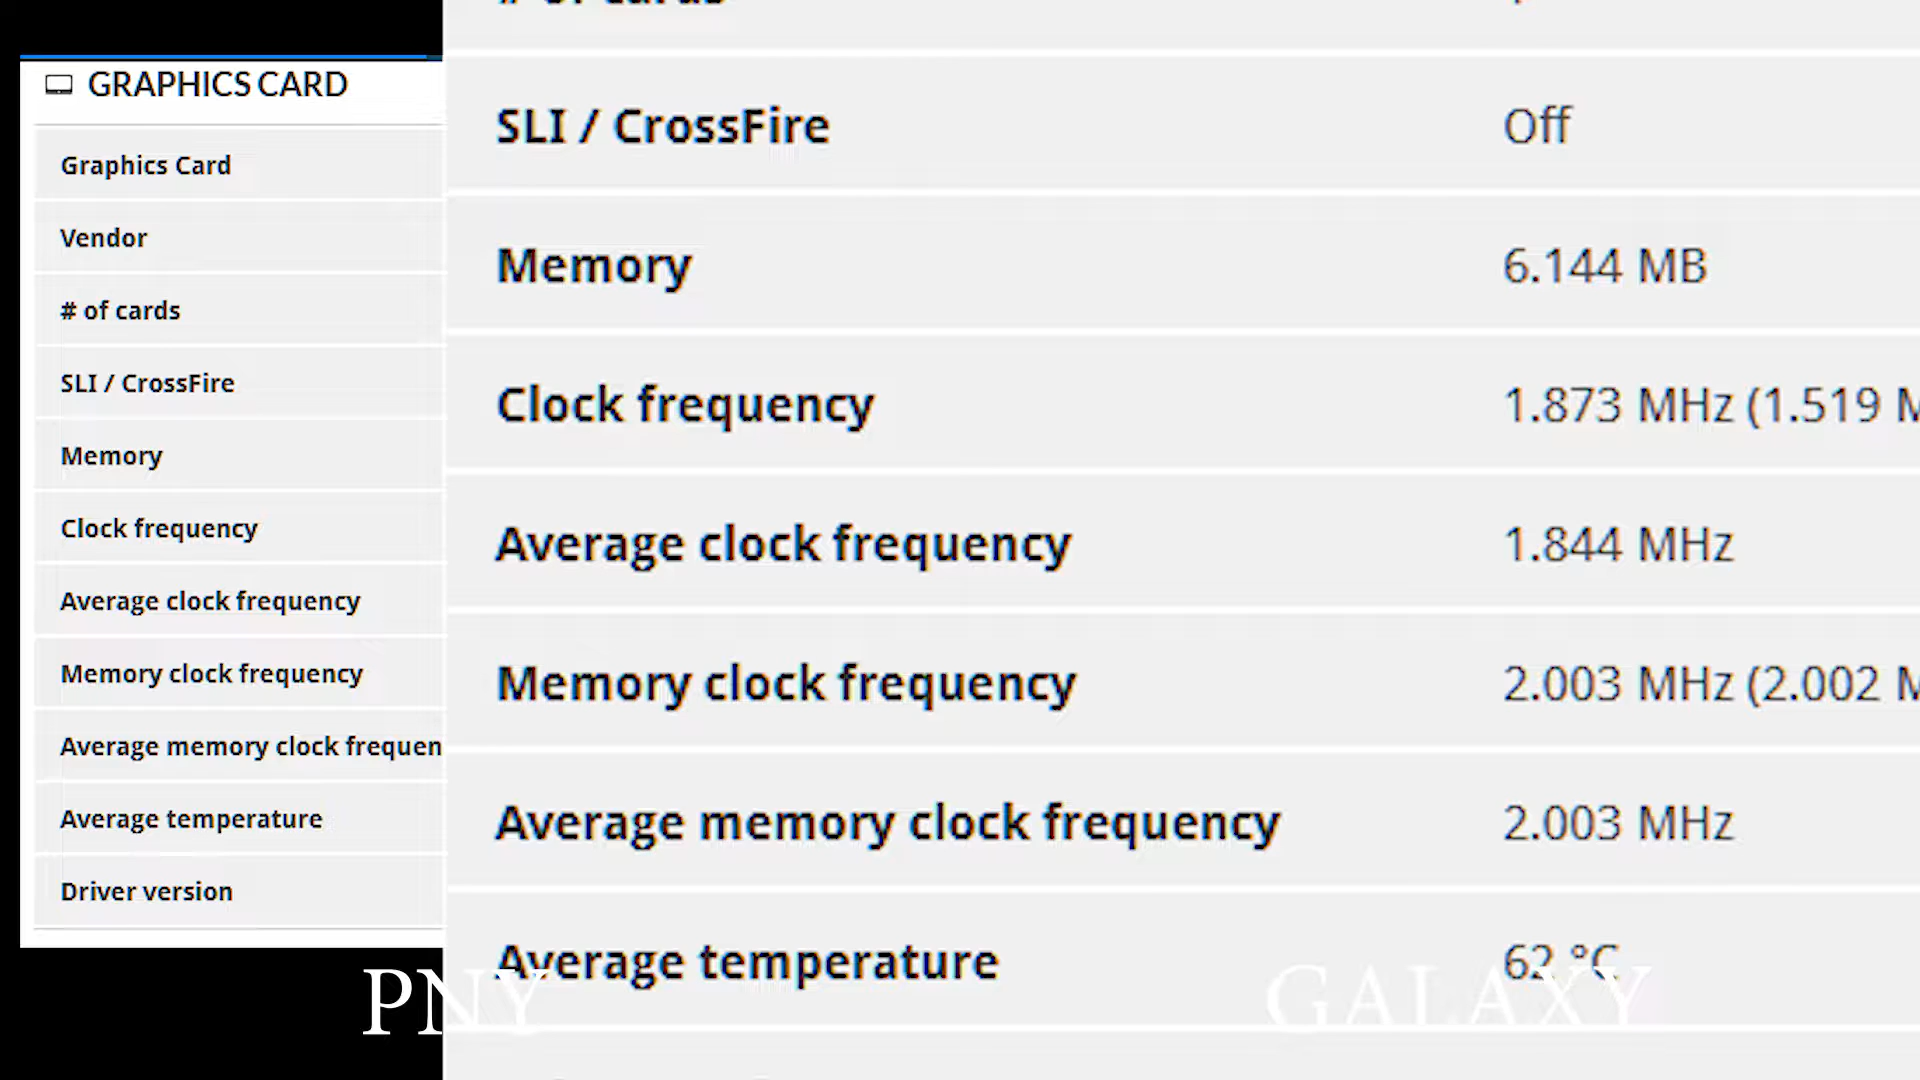 GRAPHICS CARD
Graphics Card
Vendor
# of cards
SLI / CrossFire
Memory
Clock frequency
Average clock frequency
Memory clock frequency
Average memory clock frequen
Average temperature
Driver version
# of cards
SLI / CrossFire Off
Memory 6.144 MB
Clock frequency 1.873 MHz (1.519 M
Average clock frequency 1.844 MHz
Memory clock frequency 2.003 MHz (2.002 M
Average memory clock frequency 2.003 MHz
Average temperature 62 °C
PNY GALAXY